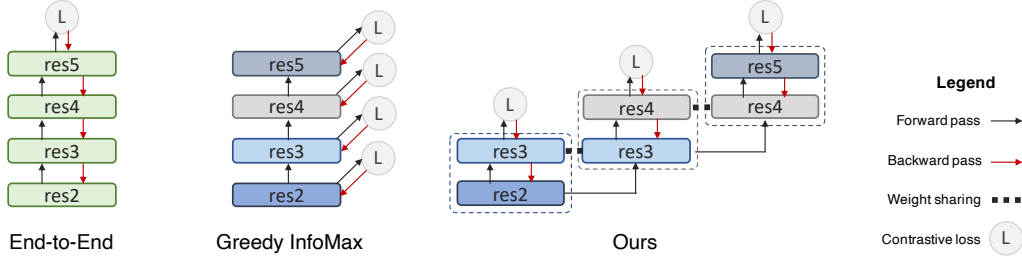 L
res5
res4
res3
res2
End-to-End
L
res5
L
res4
L
res3
L
res2
Greedy InfoMax
L
res5
L
res4
res4
L
res3
res3
res2
Ours
Legend
Forward pass
Backward pass
Weight sharing
Contrastive loss L